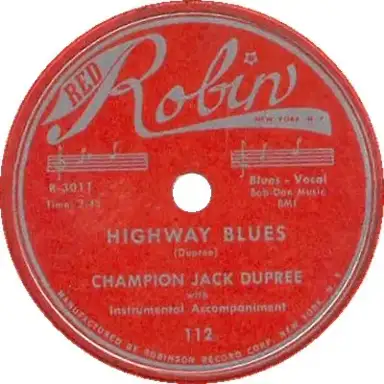 RED
Robin
NEW YORK, N.Y.
R-3011
Time: 2:45
Blues - Vocal
Bob-Dan Music
BMI
HIGHWAY BLUES
(Dupree)
CHAMPION JACK DUPREE
with
Instrumental Accompaniment
112
MANUFACTURED BY ROBINSON RECORD CORP. NEW YORK, N. Y.